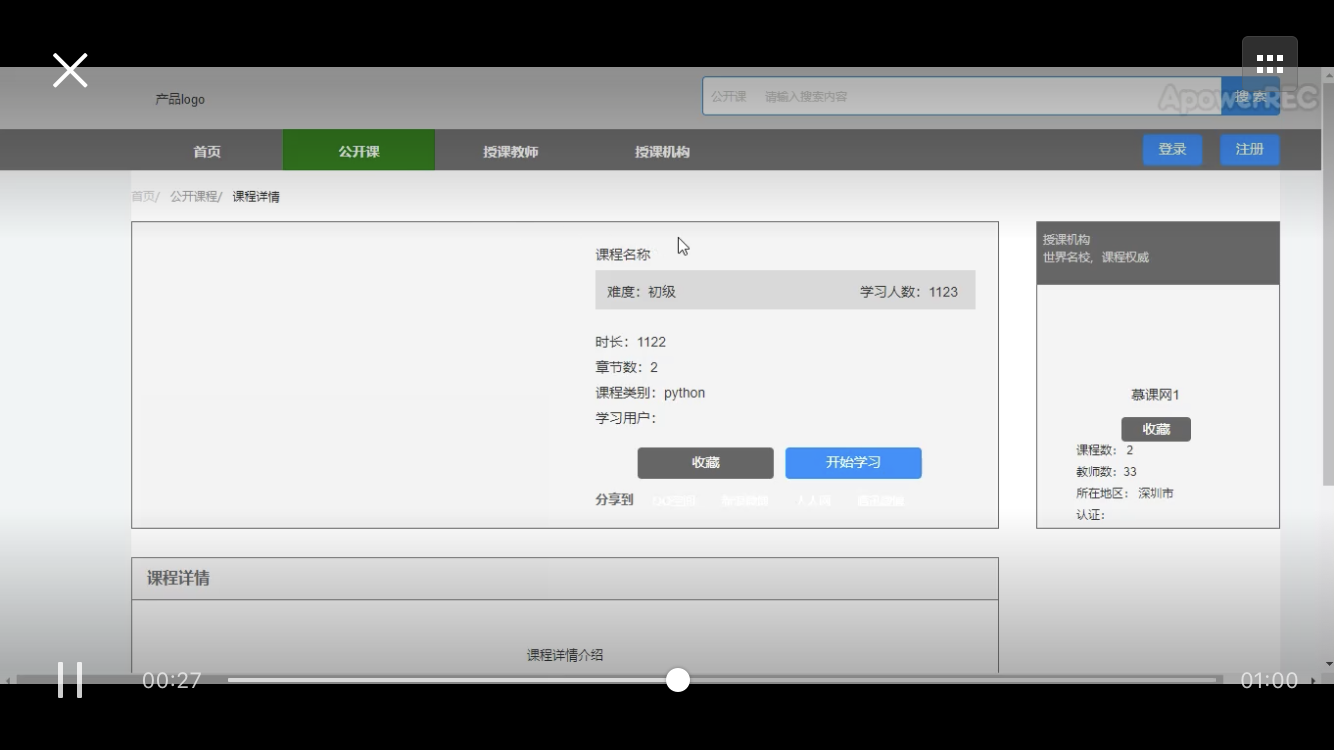 产品logo
公开课 请输入搜索内容
搜索
ApowerREC
首页 公开课 授课教师 授课机构 登录 注册
首页/ 公开课程/ 课程详情
课程名称
难度：初级 学习人数：1123
时长：1122
章节数：2
课程类别：python
学习用户：
收藏 开始学习
分享到
授课机构
世界名校，课程权威
慕课网1
收藏
课程数： 2
教师数：33
所在地区： 深圳市
认证：
课程详情
课程详情介绍
00:27 01:00